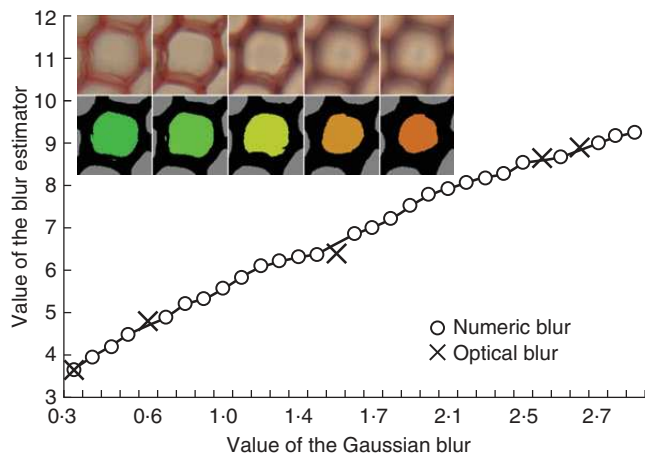 12
11
10
9
8
7
6
5
4
3
Value of the blur estimator
Numeric blur
Optical blur
0·3 0·6 1·0 1·4 1·7 2·1 2·5 2·7
Value of the Gaussian blur